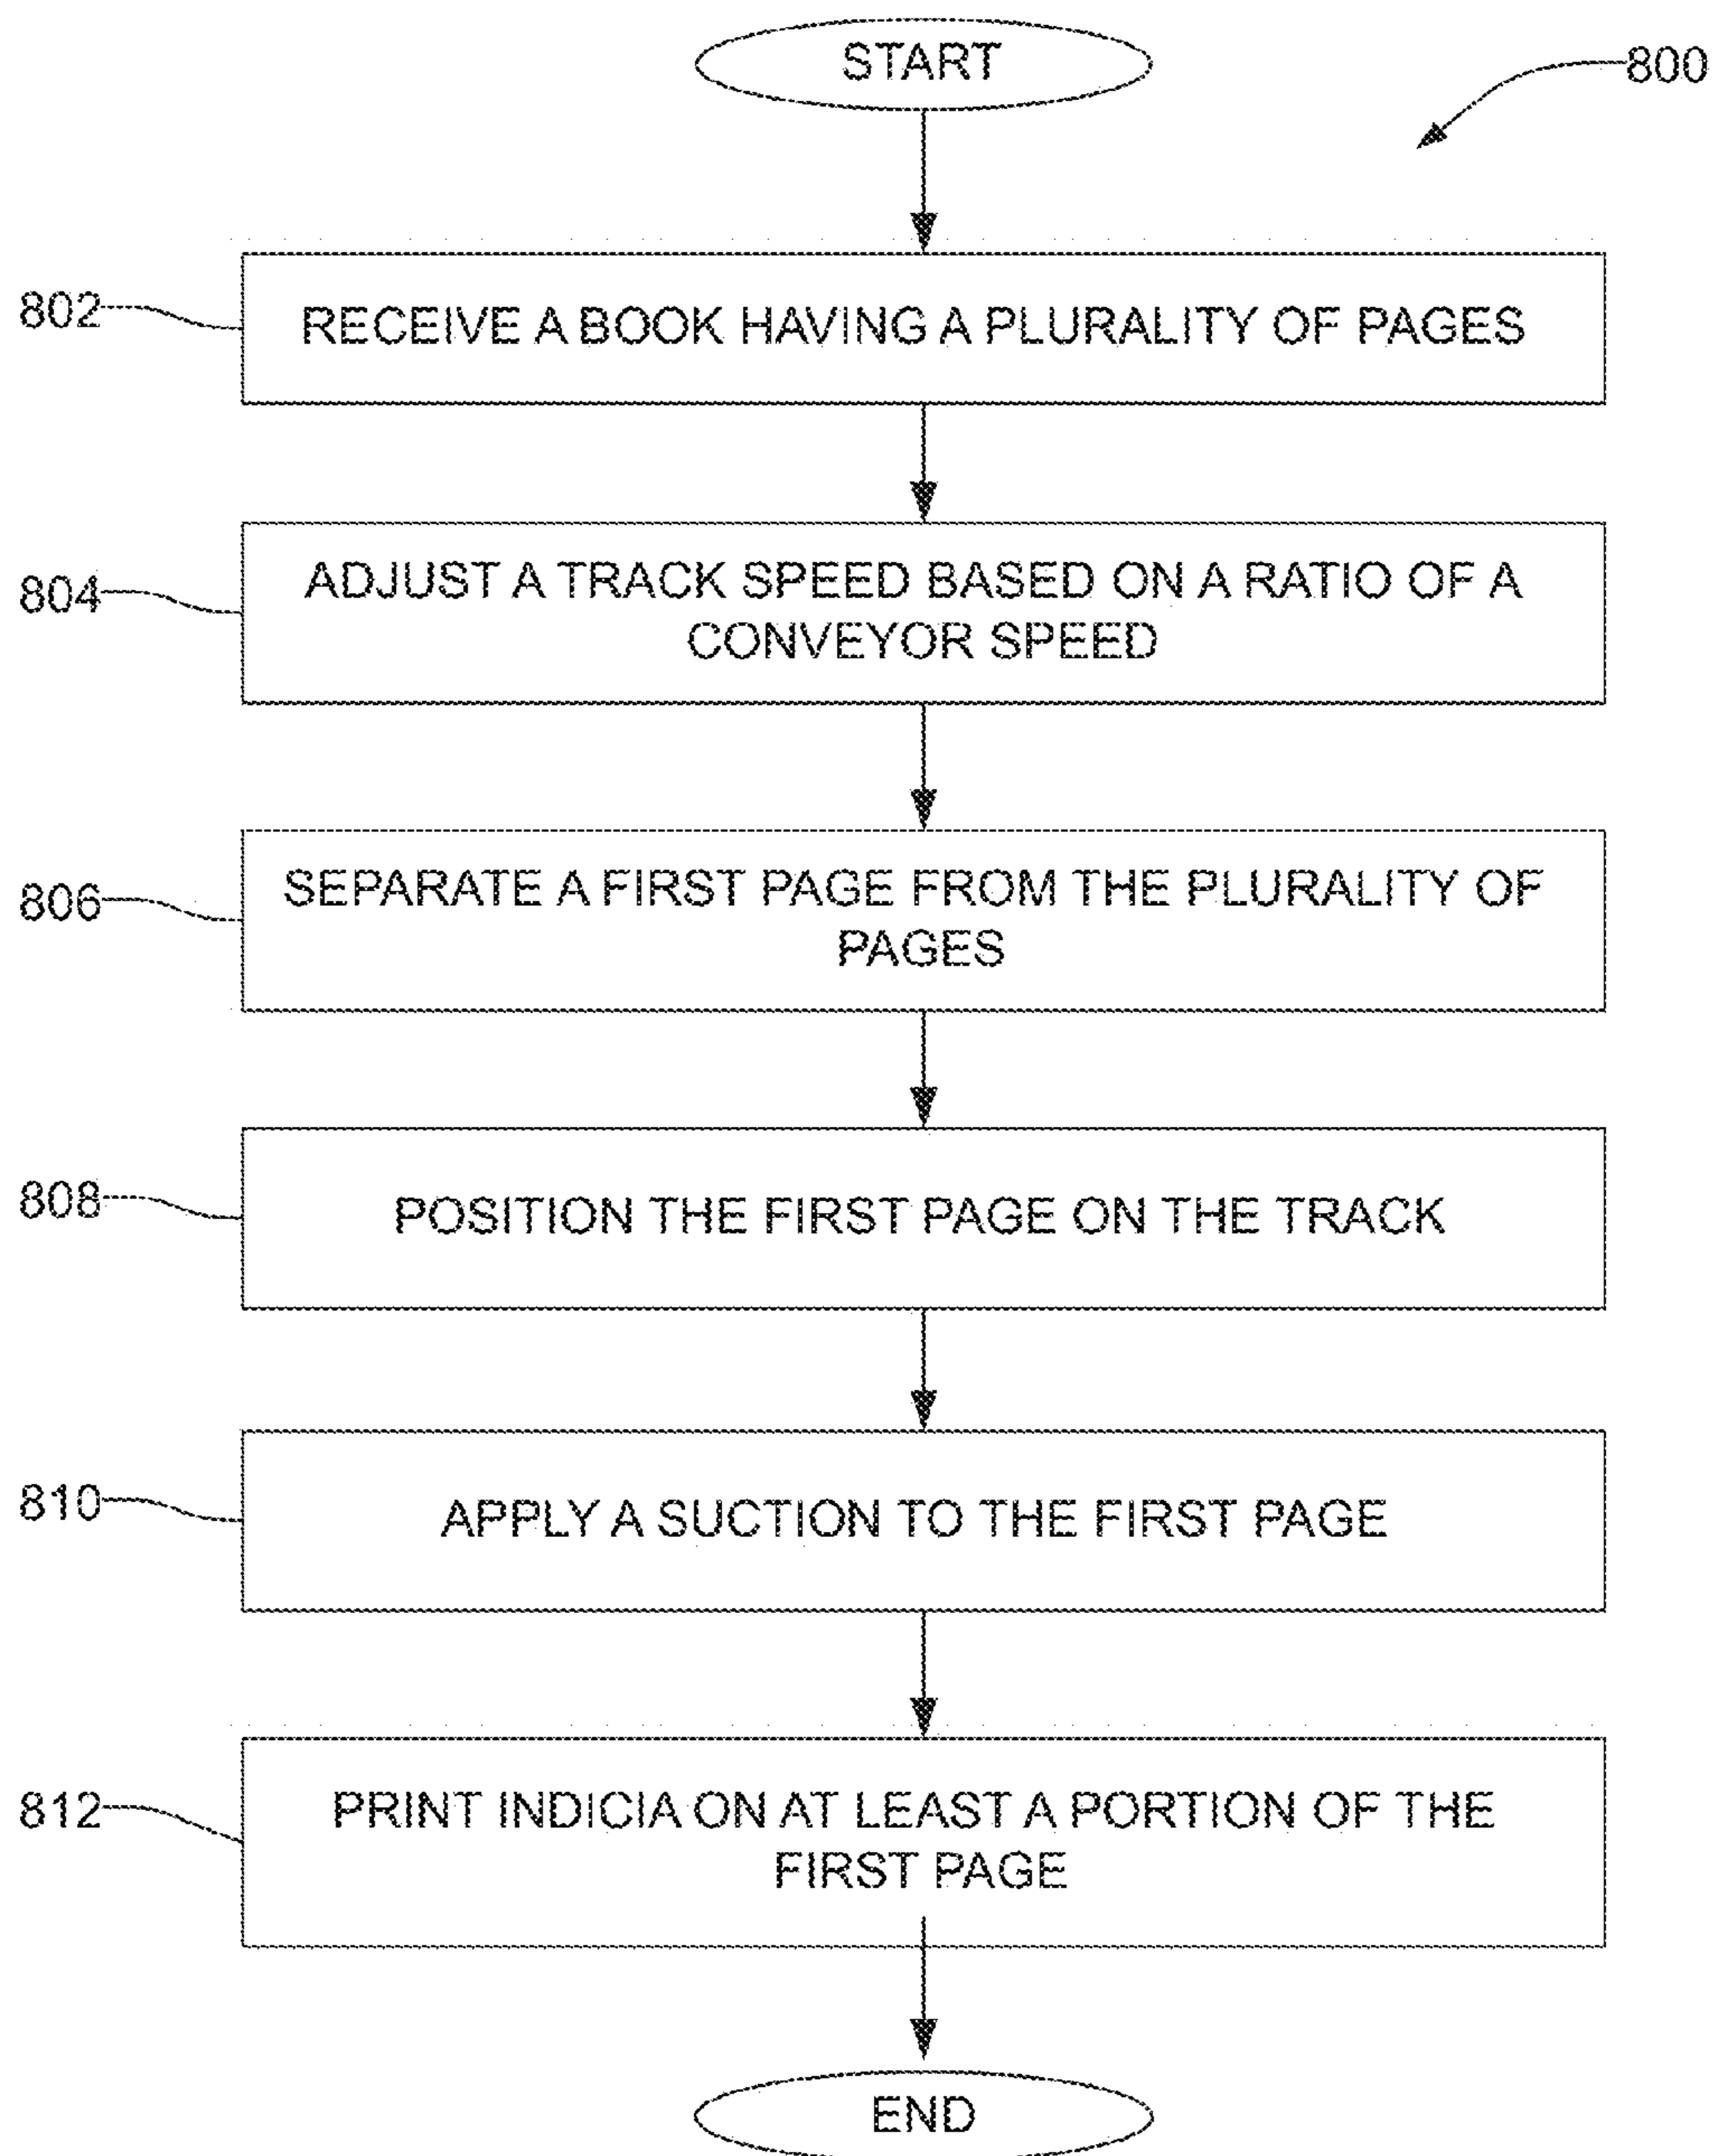 START
800
802
RECEIVE A BOOK HAVING A PLURALITY OF PAGES
804
ADJUST A TRACK SPEED BASED ON A RATIO OF A
CONVEYOR SPEED
806
SEPARATE A FIRST PAGE FROM THE PLURALITY OF
PAGES
808
POSITION THE FIRST PAGE ON THE TRACK
810
APPLY A SUCTION TO THE FIRST PAGE
812
PRINT INDICIA ON AT LEAST A PORTION OF THE
FIRST PAGE
END